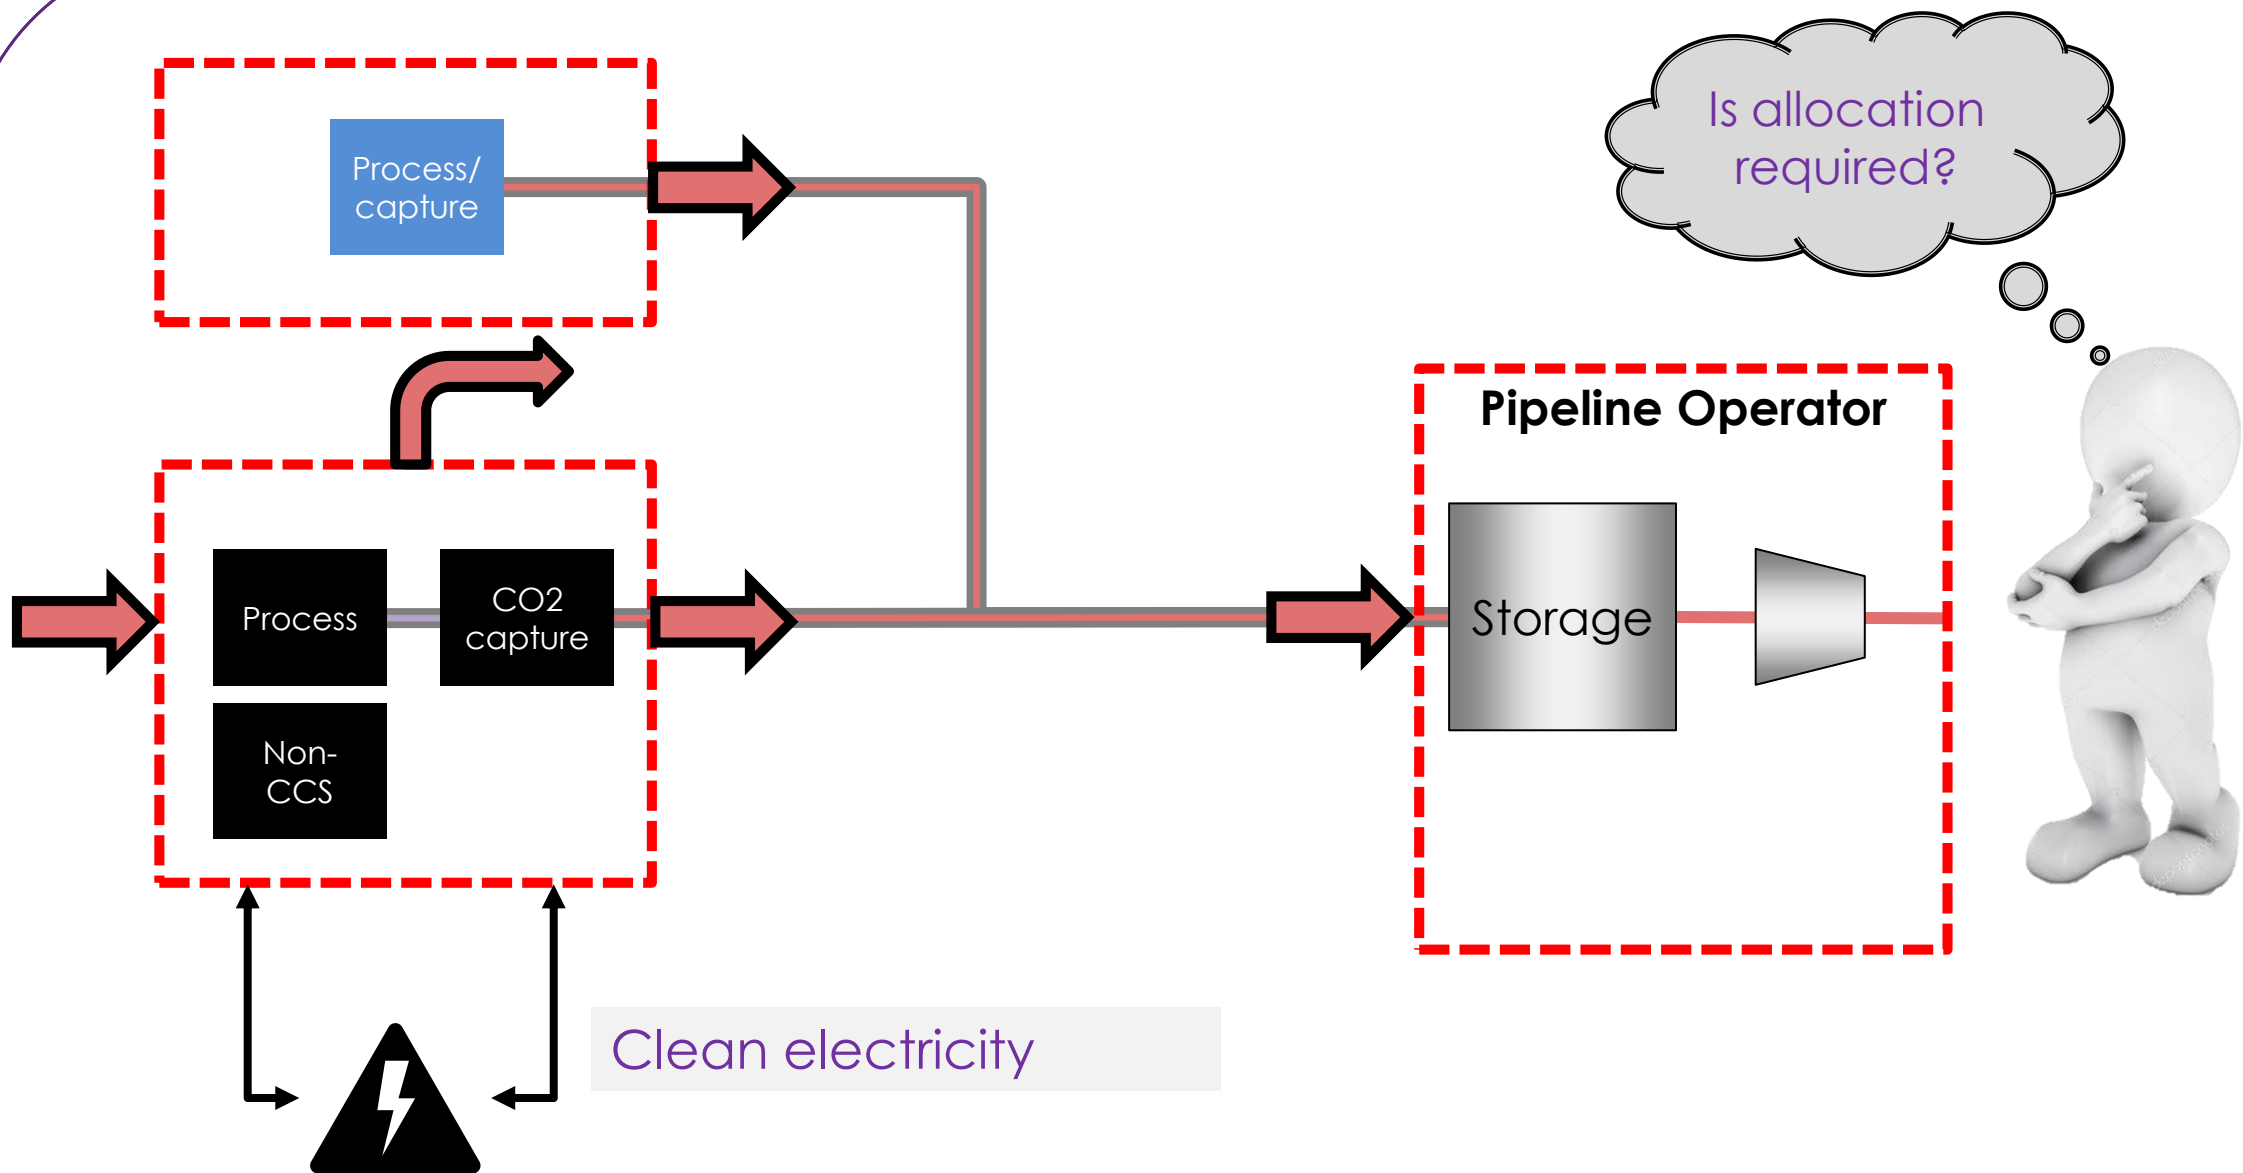 Is allocation
required?
Process/
capture
Pipeline Operator
Process
CO2
capture
Storage
Non-
CCS
Clean electricity